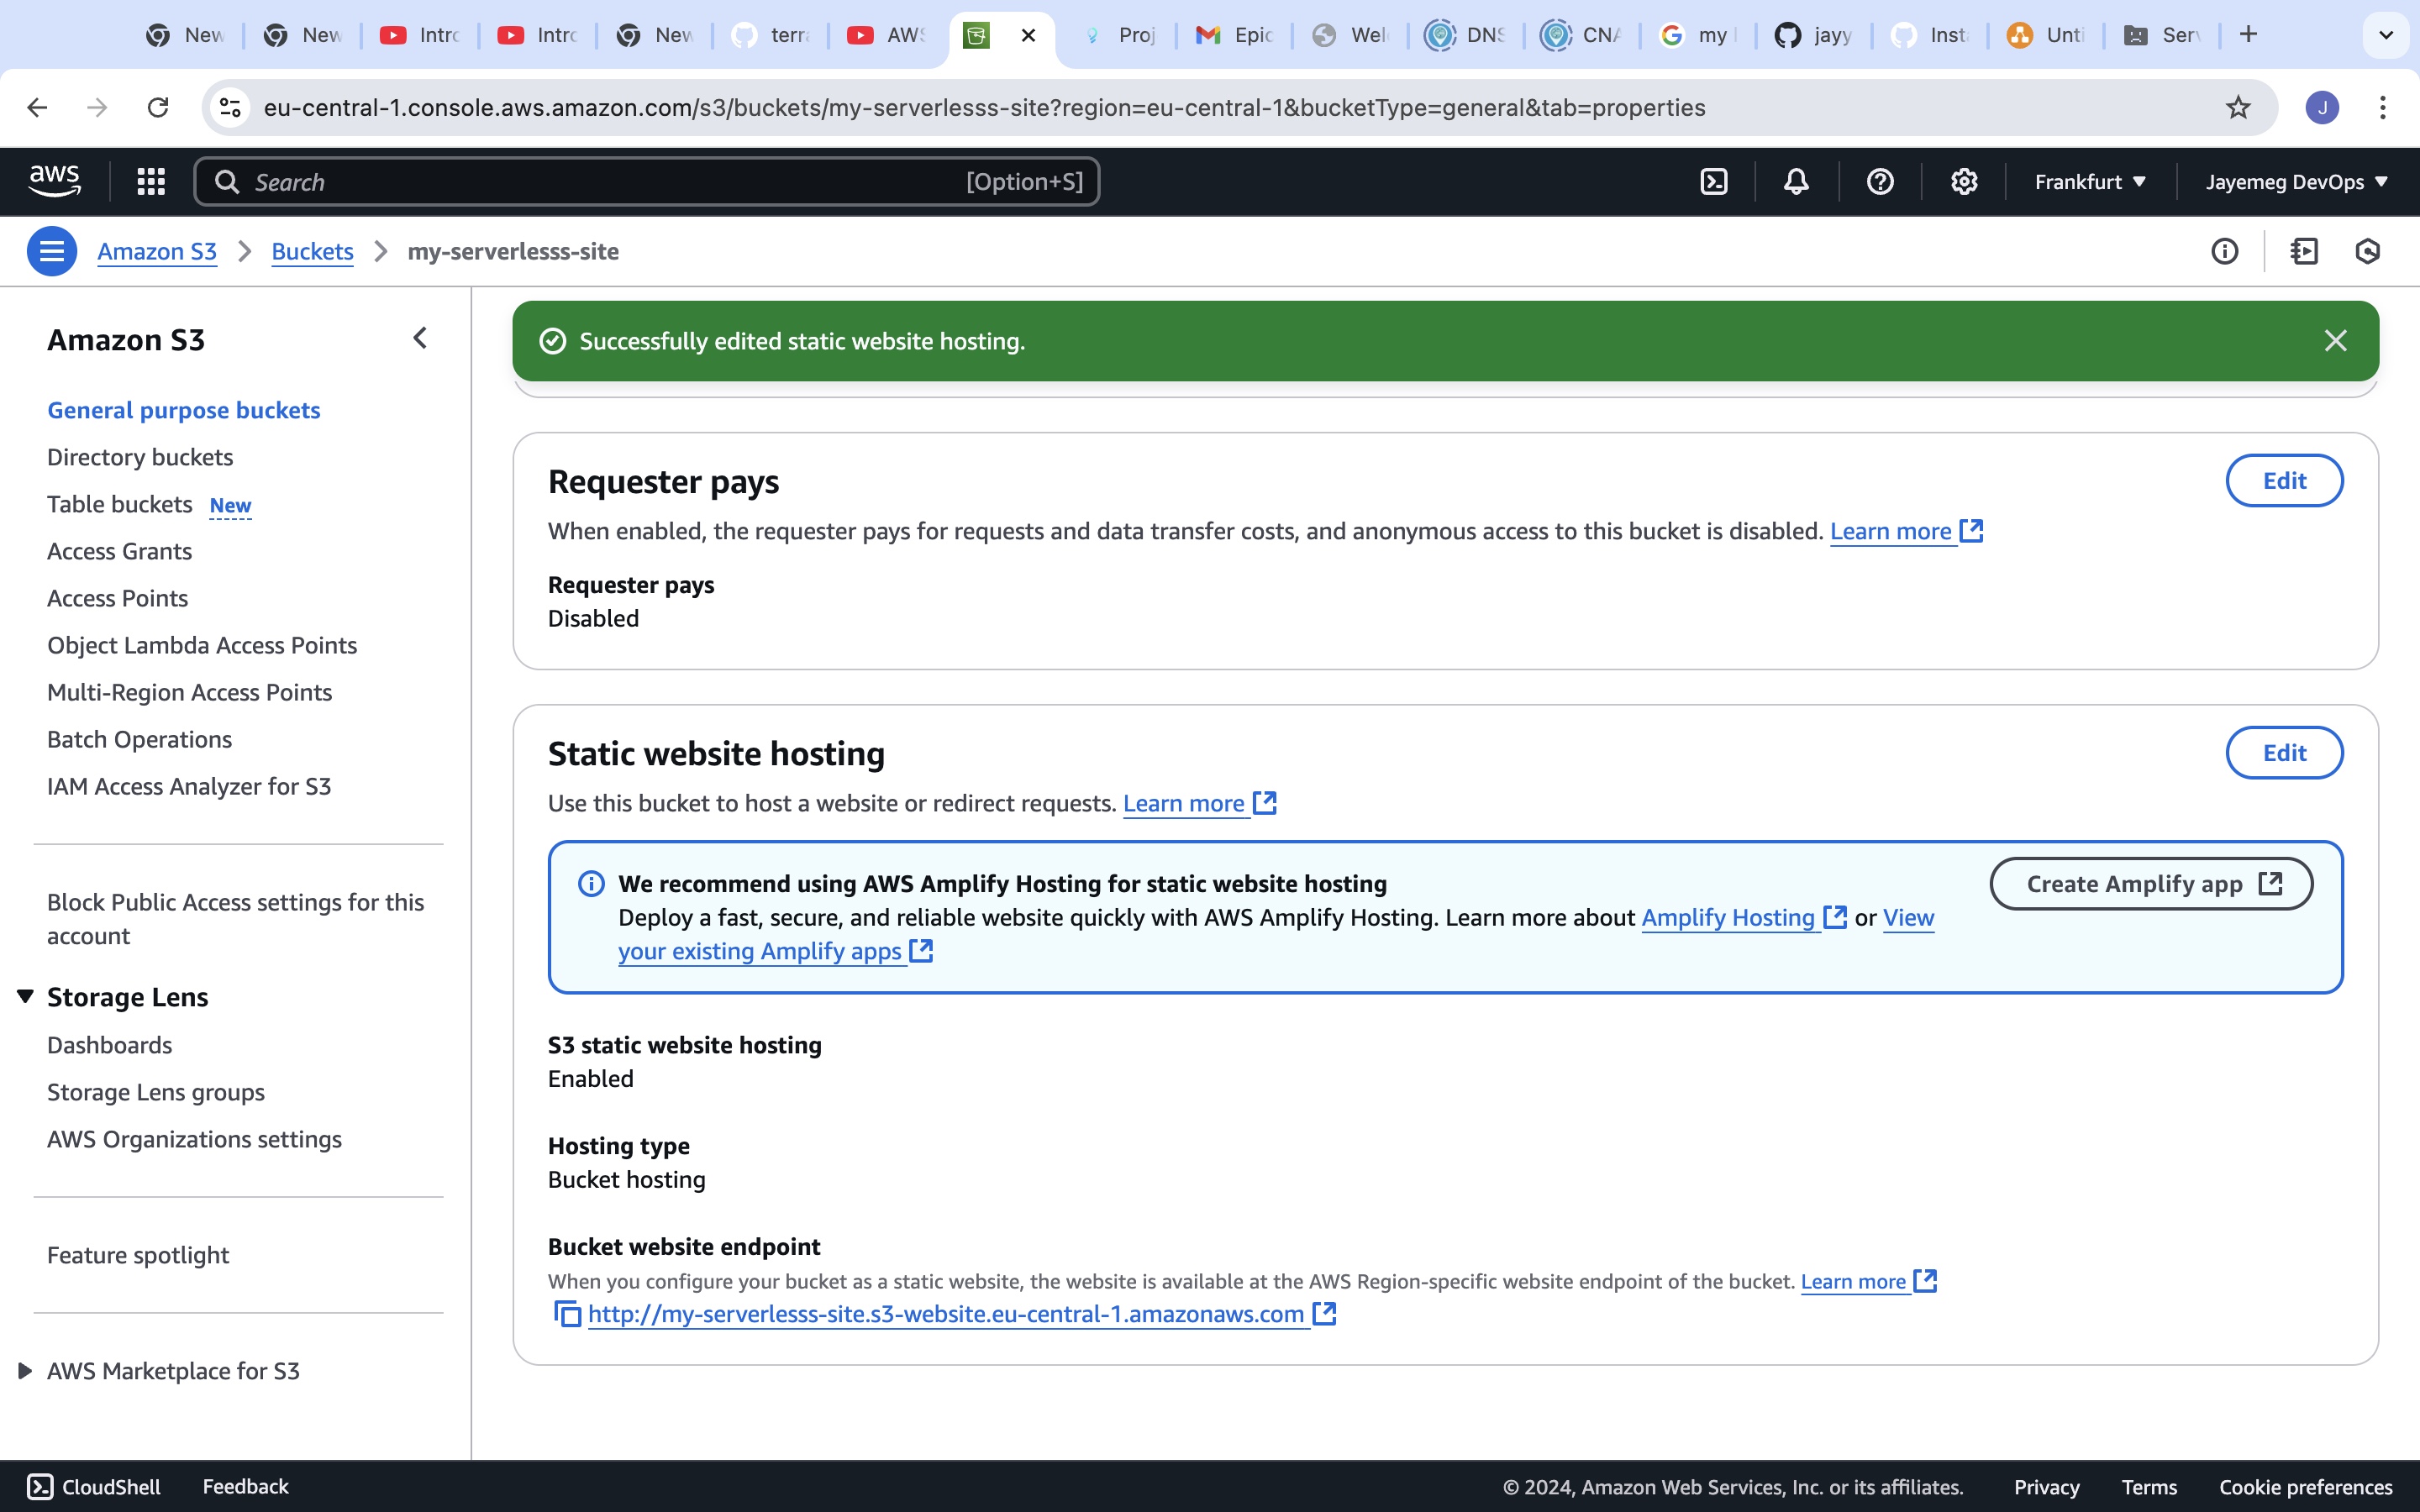 New
New
Intro
Intro
New
terra
AWS
Proj
Epic
Wel
DNS
CNA
my
jayy
Inst
Unti
Serv
eu-central-1.console.aws.amazon.com/s3/buckets/my-serverlesss-site?region=eu-central-1&bucketType=general&tab=properties
J
aws
Search
[Option+S]
Frankfurt
Jayemeg DevOps
Amazon S3
Buckets
my-serverlesss-site
Amazon S3
General purpose buckets
Directory buckets
Table buckets New
Access Grants
Access Points
Object Lambda Access Points
Multi-Region Access Points
Batch Operations
IAM Access Analyzer for S3
Block Public Access settings for this
account
Storage Lens
Dashboards
Storage Lens groups
AWS Organizations settings
Feature spotlight
AWS Marketplace for S3
Successfully edited static website hosting.
Requester pays
Edit
When enabled, the requester pays for requests and data transfer costs, and anonymous access to this bucket is disabled. Learn more
Requester pays
Disabled
Static website hosting
Edit
Use this bucket to host a website or redirect requests. Learn more
We recommend using AWS Amplify Hosting for static website hosting
Create Amplify app
Deploy a fast, secure, and reliable website quickly with AWS Amplify Hosting. Learn more about Amplify Hosting or View
your existing Amplify apps
S3 static website hosting
Enabled
Hosting type
Bucket hosting
Bucket website endpoint
When you configure your bucket as a static website, the website is available at the AWS Region-specific website endpoint of the bucket. Learn more
http://my-serverlesss-site.s3-website.eu-central-1.amazonaws.com
CloudShell
Feedback
© 2024, Amazon Web Services, Inc. or its affiliates.
Privacy
Terms
Cookie preferences